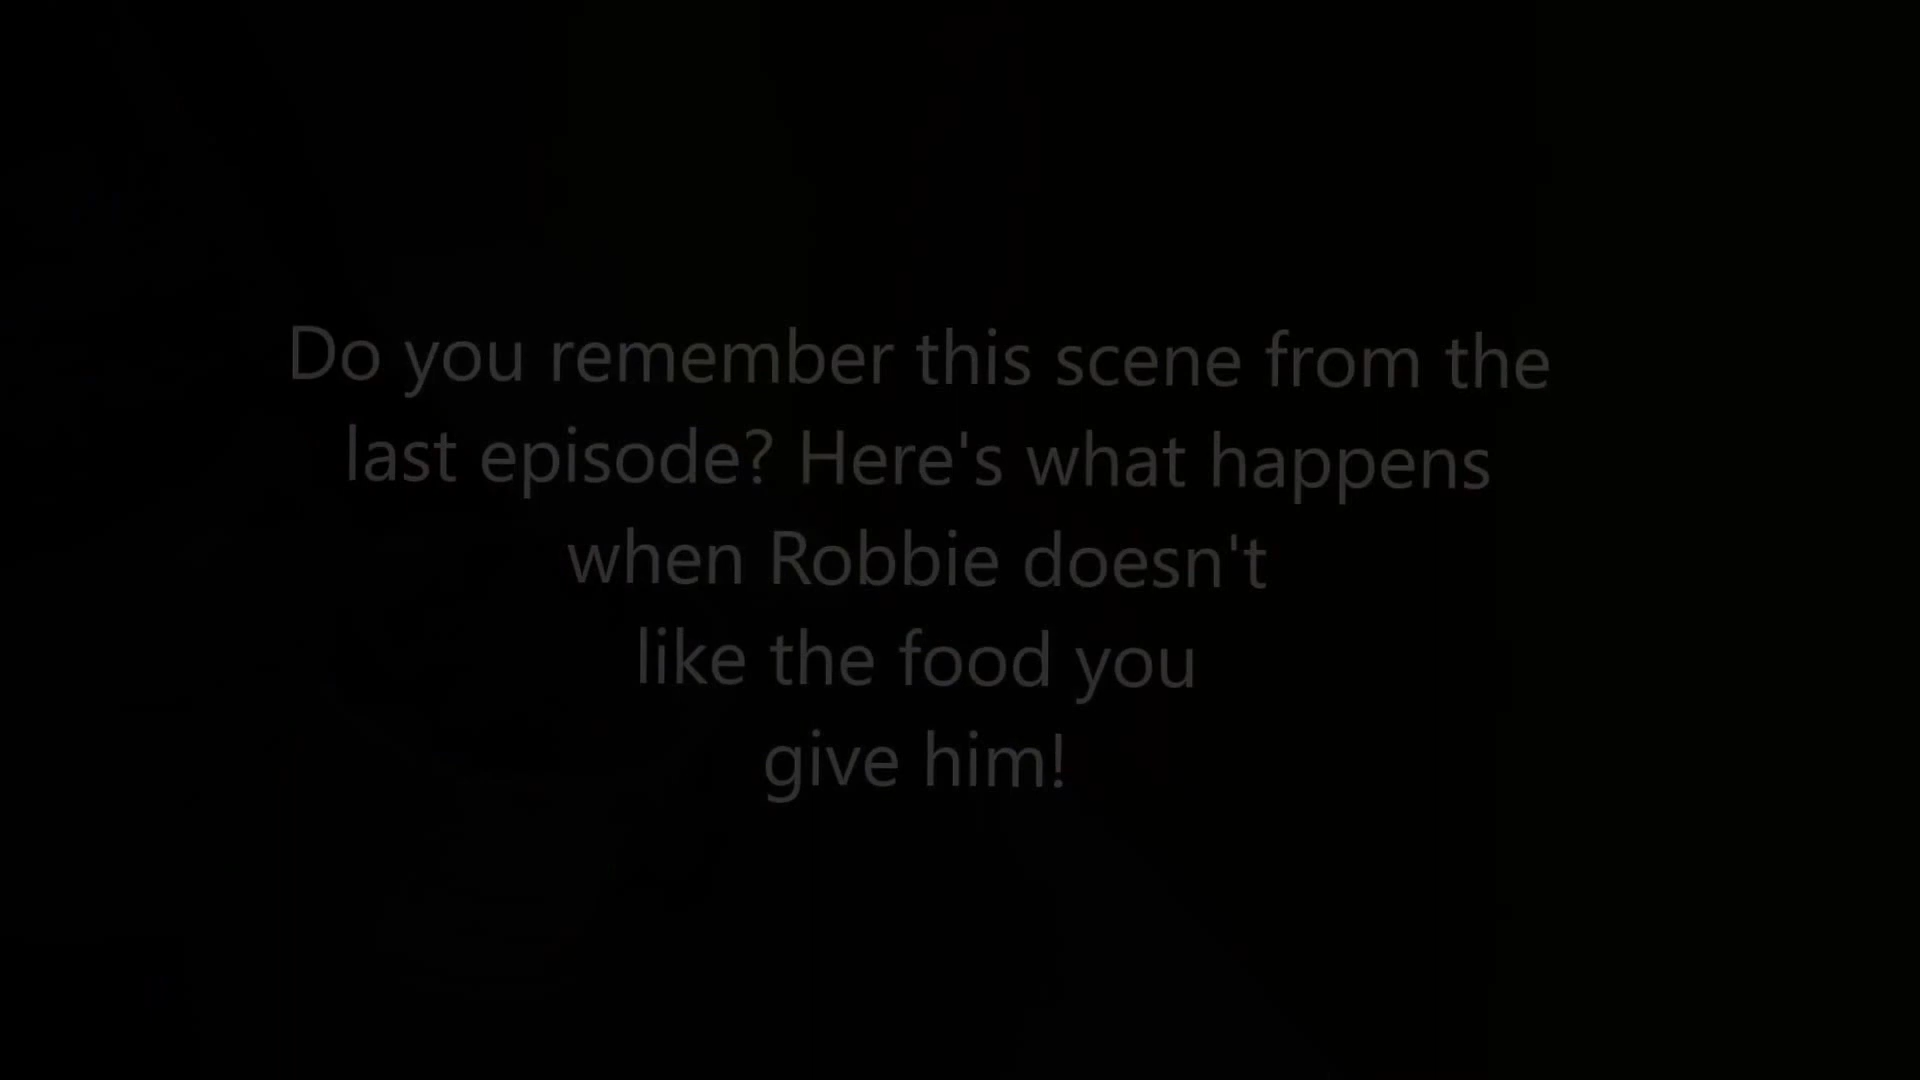 Do you remember this scene from the
last episode? Here's what happens
when Robbie doesn't
like the food you
give him!